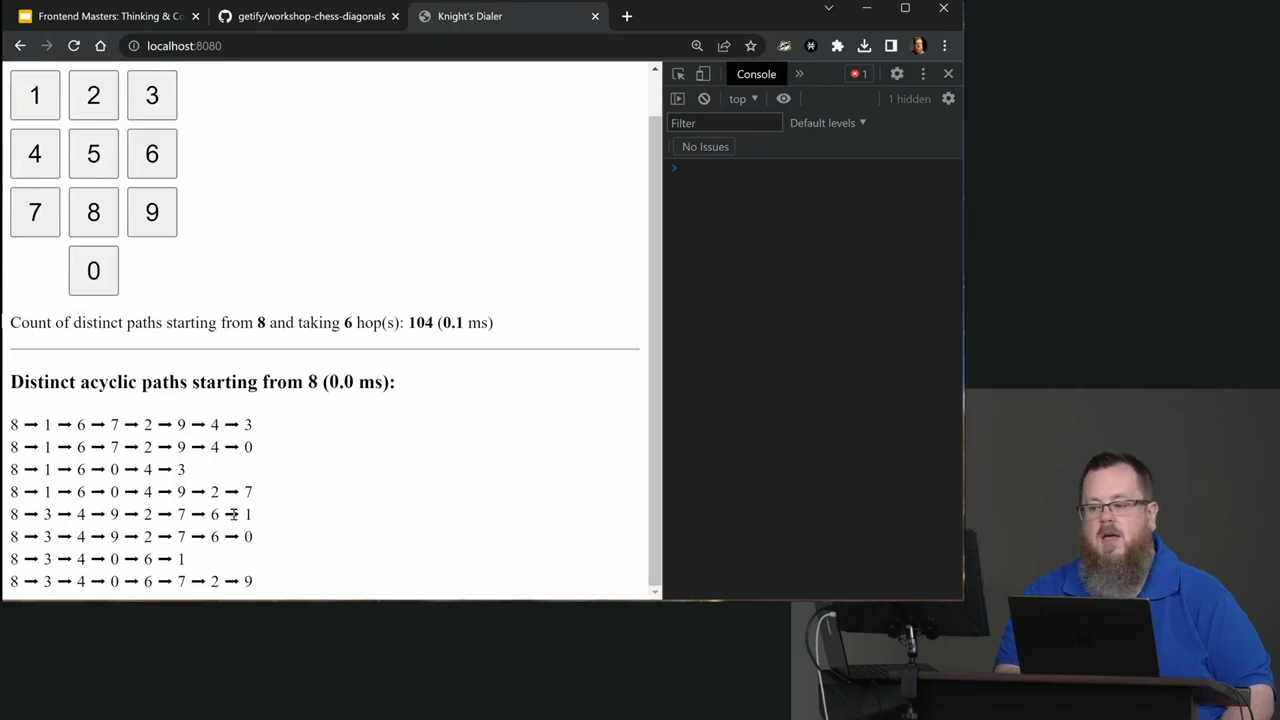 Frontend Masters: Thinking & Co
getify/workshop-chess-diagonals
Knight's Dialer
localhost:8080
1 2 3
4 5 6
7 8 9
0
Count of distinct paths starting from 8 and taking 6 hop(s): 104 (0.1 ms)
Distinct acyclic paths starting from 8 (0.0 ms):
8 → 1 → 6 → 7 → 2 → 9 → 4 → 3
8 → 1 → 6 → 7 → 2 → 9 → 4 → 0
8 → 1 → 6 → 0 → 4 → 3
8 → 1 → 6 → 0 → 4 → 9 → 2 → 7
8 → 3 → 4 → 9 → 2 → 7 → 6 → 1
8 → 3 → 4 → 9 → 2 → 7 → 6 → 0
8 → 3 → 4 → 0 → 6 → 1
8 → 3 → 4 → 0 → 6 → 7 → 2 → 9
Console
1
top
1 hidden
Filter
Default levels
No Issues